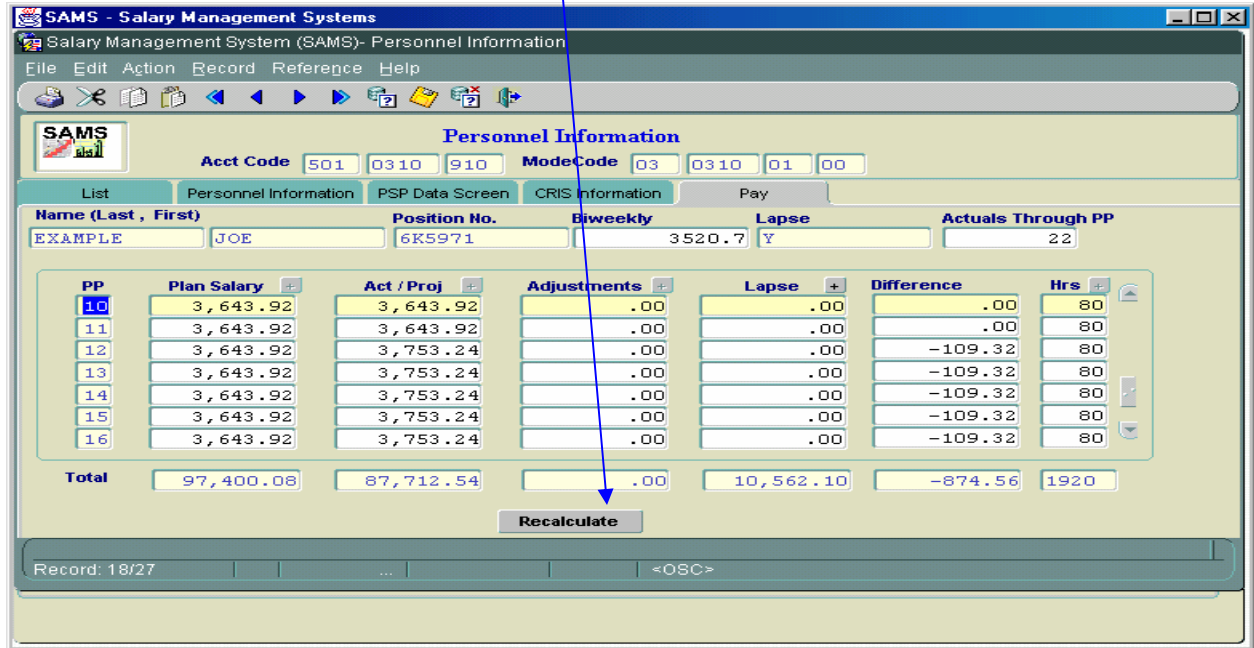 SAMS - Salary Management Systems
Salary Management System (SAMS)- Personnel Information
File Edit Action Record Reference Help
SAMS
Personnel Information
Acct Code 501 0310 910 ModeCode 03 0310 01 00
List Personnel Information PSP Data Screen CRIS Information Pay
Name (Last , First) Position No. Biweekly Lapse Actuals Through PP
EXAMPLE JOE 6K5971 3520.7 Y 22
PP Plan Salary + Act / Proj + Adjustments + Lapse + Difference Hrs +
10 3,643.92 3,643.92 .00 .00 .00 80
11 3,643.92 3,643.92 .00 .00 .00 80
12 3,643.92 3,753.24 .00 .00 -109.32 80
13 3,643.92 3,753.24 .00 .00 -109.32 80
14 3,643.92 3,753.24 .00 .00 -109.32 80
15 3,643.92 3,753.24 .00 .00 -109.32 80
16 3,643.92 3,753.24 .00 .00 -109.32 80
Total 97,400.08 87,712.54 .00 10,562.10 -874.56 1920
Recalculate
Record: 18/27 ... <OSC>